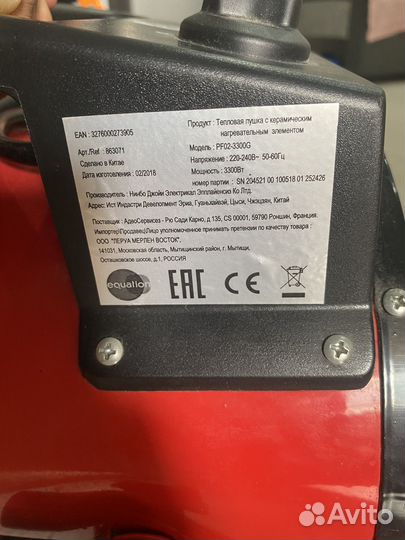 EAN : 3276000273905
Продукт : Тепловая пушка с керамическим
нагревательным элементом
Арт./Ref : 863071
Модель : PF02-3300G
Сделано в Китае
Напряжение : 220-240В~ 50-60Гц
Дата изготовления : 02/2018
Мощность : 3300Вт
номер партии : SN 204521 00 100518 01 252426
Производитель : Нинбо Джойи Электрикал Эпплайенсиз Ко Лтд.
Адрес: Ист Индастри Девелопмент Эриа, Гуаньхайвэй, Цыси, Чжэцзян, Китай
Поставщик : АдеоСервисез - Рю Сади Карно, д 135, CS 00001, 59790 Роншин, Франция.
Импортер/Продавец/Лицо уполномоченное принимать претензии по качеству товара :
ООО "ЛЕРУА МЕРЛЕН ВОСТОК",
141031, Московская область, Мытищинский район, г. Мытищи,
Осташковское шоссе, д.1, РОССИЯ
equation
EAC CE
Avito